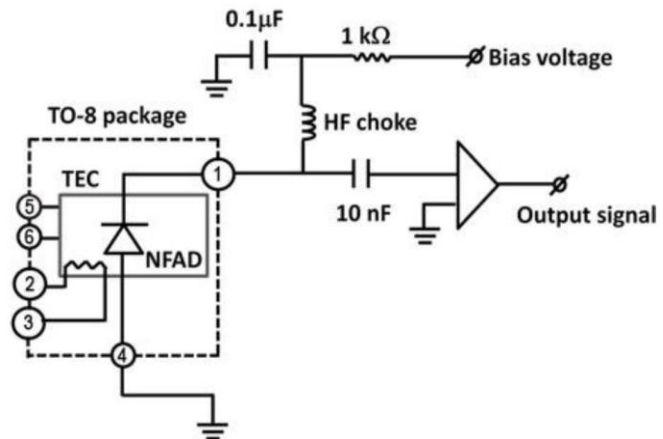 0.1μF
1 kΩ
Bias voltage
TO-8 package
HF choke
1
TEC
5
10 nF
Output signal
6
NFAD
2
3
4